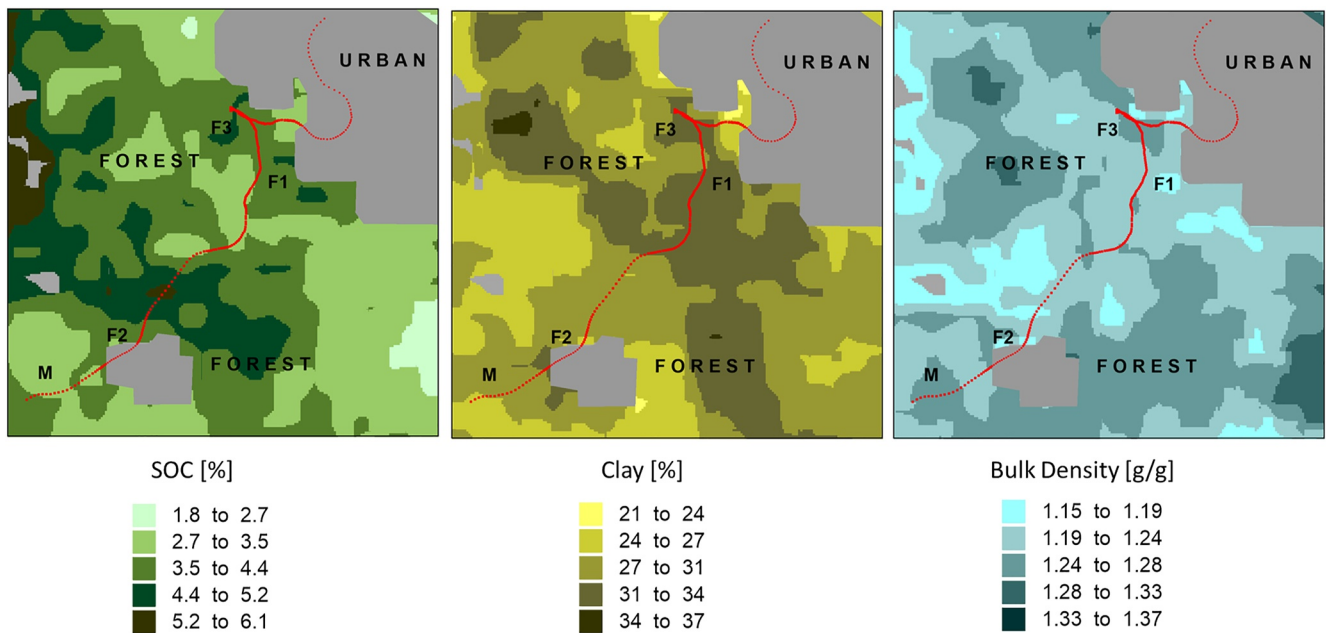 URBAN
F3
FOREST
F1
F2
FOREST
M
URBAN
F3
FOREST
F1
F2
FOREST
M
URBAN
F3
FOREST
F1
F2
FOREST
M
SOC [%]
1.8 to 2.7
2.7 to 3.5
3.5 to 4.4
4.4 to 5.2
5.2 to 6.1
Clay [%]
21 to 24
24 to 27
27 to 31
31 to 34
34 to 37
Bulk Density [g/g]
1.15 to 1.19
1.19 to 1.24
1.24 to 1.28
1.28 to 1.33
1.33 to 1.37